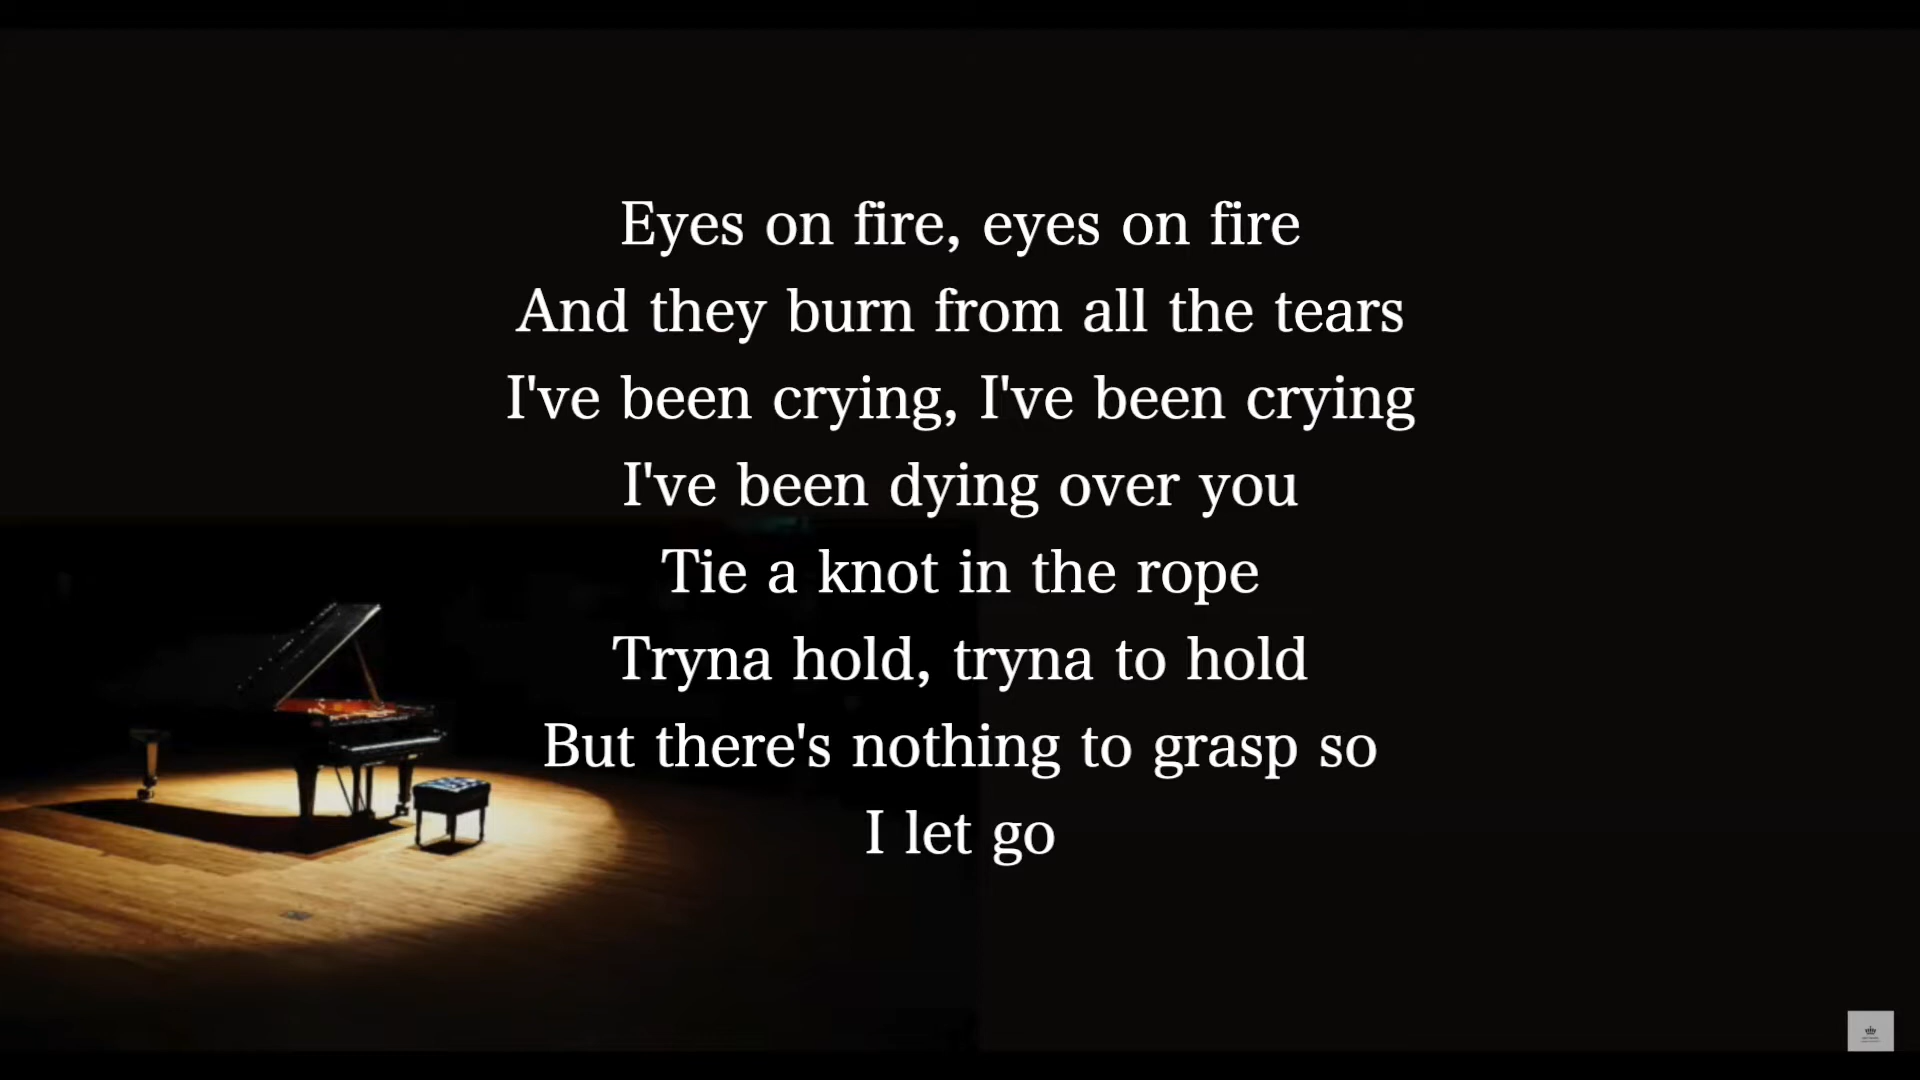 Eyes on fire, eyes on fire
And they burn from all the tears
I've been crying, I've been crying
I've been dying over you
Tie a knot in the rope
Tryna hold, tryna to hold
But there's nothing to grasp so
I let go